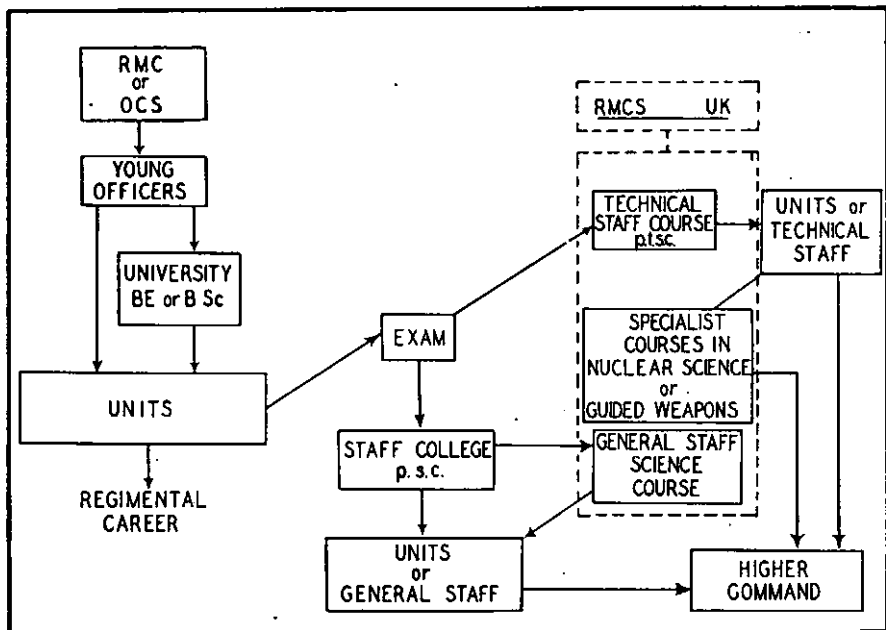 RMC
or
OCS
YOUNG
OFFICERS
UNIVERSITY
BE or B Sc
UNITS
REGIMENTAL
CAREER
EXAM
STAFF COLLEGE
p.s.c.
UNITS
or
GENERAL STAFF
RMCS UK
TECHNICAL
STAFF COURSE
p.t.s.c.
UNITS or
TECHNICAL
STAFF
SPECIALIST
COURSES IN
NUCLEAR SCIENCE
or
GUIDED WEAPONS
GENERAL STAFF
SCIENCE
COURSE
HIGHER
COMMAND